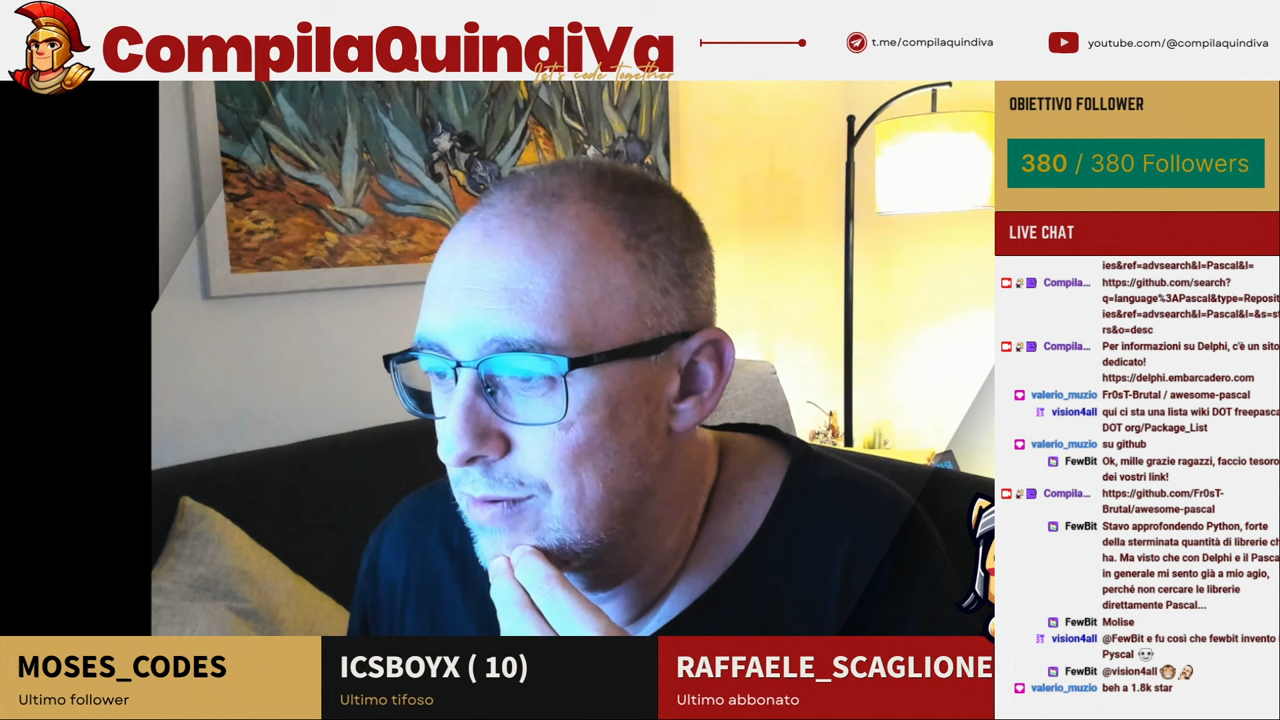 CompilaQuindiVa
Let's code together
t.me/compilaquindiva
youtube.com/@compilaquindiva
OBIETTIVO FOLLOWER
380 / 380 Followers
LIVE CHAT
ies&ref=advsearch&l=Pascal&l=
Compila... https://github.com/search?
q=language%3APascal&type=Reposit
ies&ref=advsearch&l=Pascal&l=&s=st
rs&o=desc
Compila... Per informazioni su Delphi, c'è un sito
dedicato!
https://delphi.embarcadero.com
valerio_muzio Fr0sT-Brutal / awesome-pascal
vision4all qui ci sta una lista wiki DOT freepasca
DOT org/Package_List
valerio_muzio su github
FewBit Ok, mille grazie ragazzi, faccio tesoro
dei vostri link!
Compila... https://github.com/Fr0sT-
Brutal/awesome-pascal
FewBit Stavo approfondendo Python, forte
della sterminata quantità di librerie ch
ha. Ma visto che con Delphi e il Pasca
in generale mi sento già a mio agio,
perché non cercare le librerie
direttamente Pascal...
FewBit Molise
vision4all @FewBit e fu così che fewbit invento
Pyscal
FewBit @vision4all
valerio_muzio beh a 1.8k star
MOSES_CODES
Ultimo follower
ICSBOYX ( 10)
Ultimo tifoso
RAFFAELE_SCAGLIONE
Ultimo abbonato